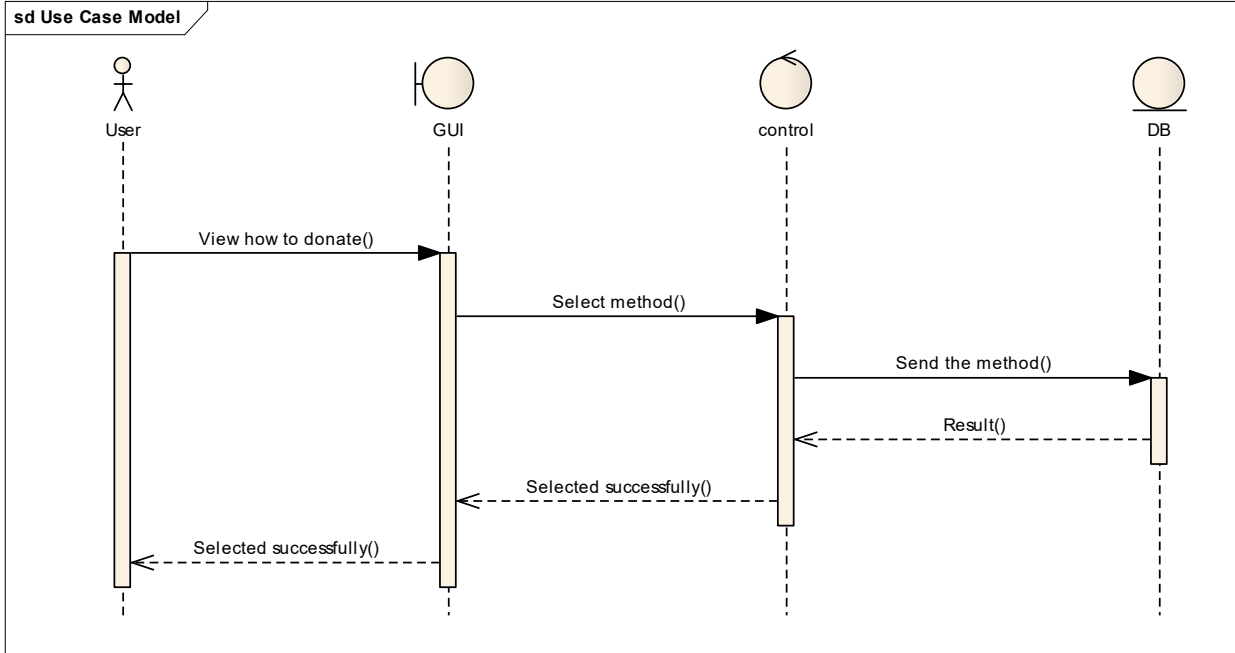 sd Use Case Model
User
GUI
control
DB
View how to donate()
Select method()
Send the method()
Result()
Selected successfully()
Selected successfully()